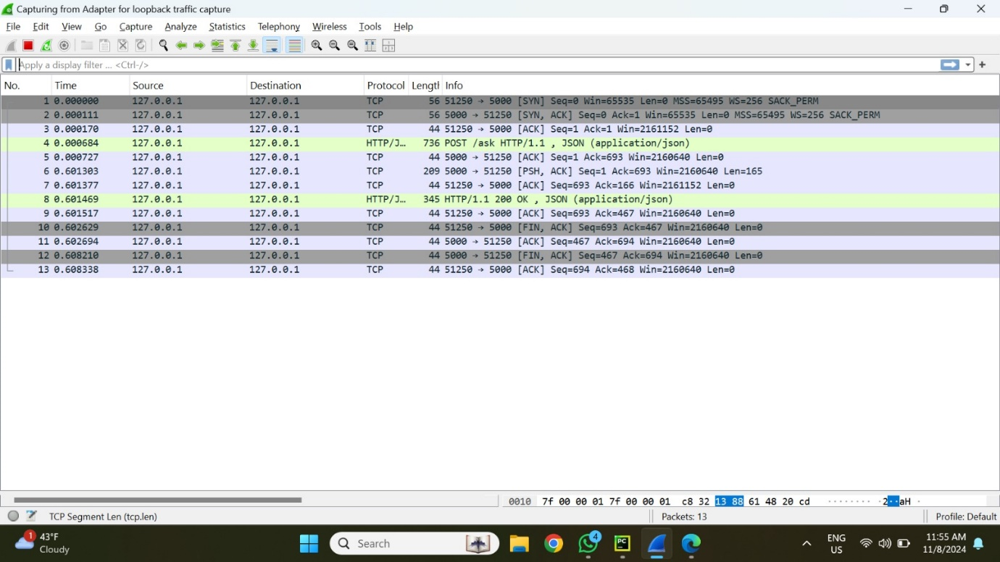 Capturing from Adapter for loopback traffic capture
File Edit View Go Capture Analyze Statistics Telephony Wireless Tools Help
Apply a display filter ... <Ctrl-/>
No. Time Source Destination Protocol Length Info
1 0.000000 127.0.0.1 127.0.0.1 TCP 56 51250 → 5000 [SYN] Seq=0 Win=65535 Len=0 MSS=65495 WS=256 SACK_PERM
2 0.000111 127.0.0.1 127.0.0.1 TCP 56 5000 → 51250 [SYN, ACK] Seq=0 Ack=1 Win=65535 Len=0 MSS=65495 WS=256 SACK_PERM
3 0.000170 127.0.0.1 127.0.0.1 TCP 44 51250 → 5000 [ACK] Seq=1 Ack=1 Win=2161152 Len=0
4 0.000684 127.0.0.1 127.0.0.1 HTTP/J… 736 POST /ask HTTP/1.1 , JSON (application/json)
5 0.000727 127.0.0.1 127.0.0.1 TCP 44 5000 → 51250 [ACK] Seq=1 Ack=693 Win=2160640 Len=0
6 0.601303 127.0.0.1 127.0.0.1 TCP 209 5000 → 51250 [PSH, ACK] Seq=1 Ack=693 Win=2160640 Len=165
7 0.601377 127.0.0.1 127.0.0.1 TCP 44 51250 → 5000 [ACK] Seq=693 Ack=166 Win=2161152 Len=0
8 0.601469 127.0.0.1 127.0.0.1 HTTP/J… 345 HTTP/1.1 200 OK , JSON (application/json)
9 0.601517 127.0.0.1 127.0.0.1 TCP 44 51250 → 5000 [ACK] Seq=693 Ack=467 Win=2160640 Len=0
10 0.602629 127.0.0.1 127.0.0.1 TCP 44 51250 → 5000 [FIN, ACK] Seq=693 Ack=467 Win=2160640 Len=0
11 0.602694 127.0.0.1 127.0.0.1 TCP 44 5000 → 51250 [ACK] Seq=467 Ack=694 Win=2160640 Len=0
12 0.608210 127.0.0.1 127.0.0.1 TCP 44 5000 → 51250 [FIN, ACK] Seq=467 Ack=694 Win=2160640 Len=0
13 0.608338 127.0.0.1 127.0.0.1 TCP 44 51250 → 5000 [ACK] Seq=694 Ack=468 Win=2160640 Len=0
0010 7f 00 00 01 7f 00 00 01 c8 32 13 88 61 48 20 cd ········ ·2··aH ·
TCP Segment Len (tcp.len) Packets: 13 Profile: Default
1 43°F
Cloudy
Search
4
PC
ENG
US
11:55 AM
11/8/2024